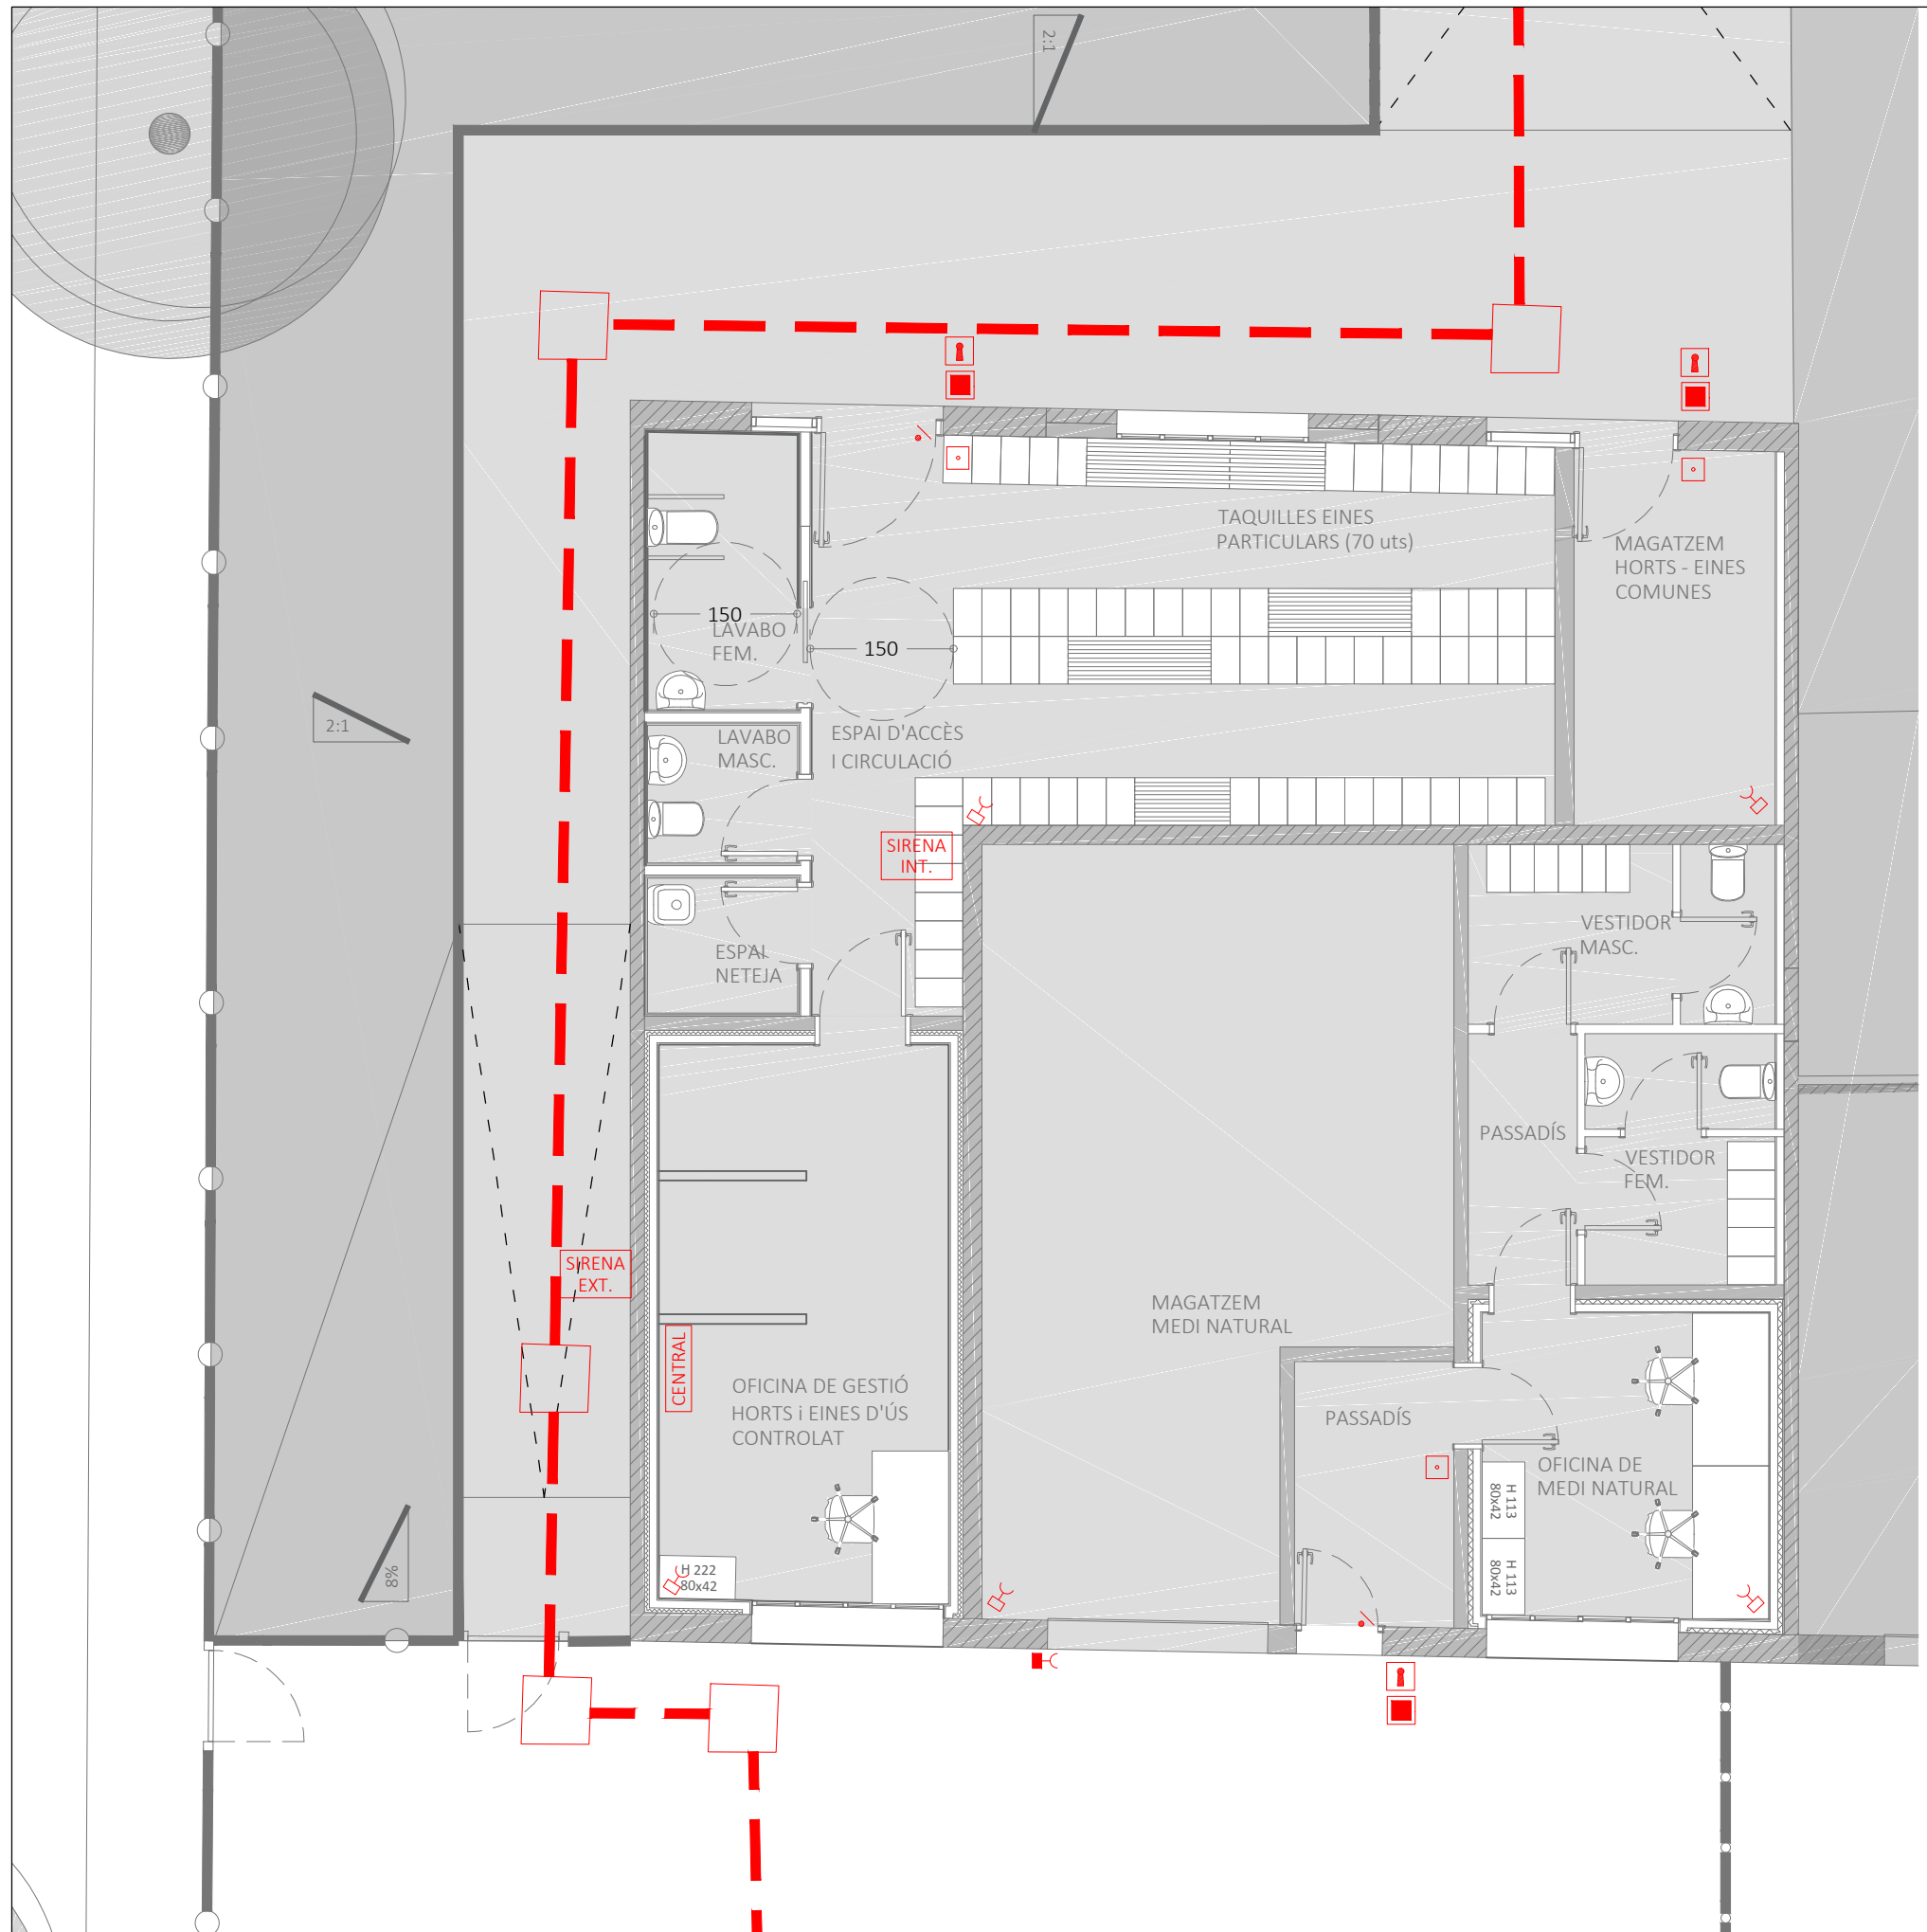 2:1
TAQUILLES EINES
PARTICULARS (70 uts)
MAGATZEM
HORTS - EINES
COMUNES
150
LAVABO
FEM.
150
2:1
LAVABO
MASC.
ESPAI D'ACCÈS
I CIRCULACIÓ
SIRENA
INT.
VESTIDOR
MASC.
ESPAI
NETEJA
PASSADÍS
VESTIDOR
FEM.
SIRENA
EXT.
MAGATZEM
MEDI NATURAL
CENTRAL
OFICINA DE GESTIÓ
HORTS i EINES D'ÚS
CONTROLAT
PASSADÍS
OFICINA DE
MEDI NATURAL
H 113
80x42
H 113
80x42
8%
H 222
80x42